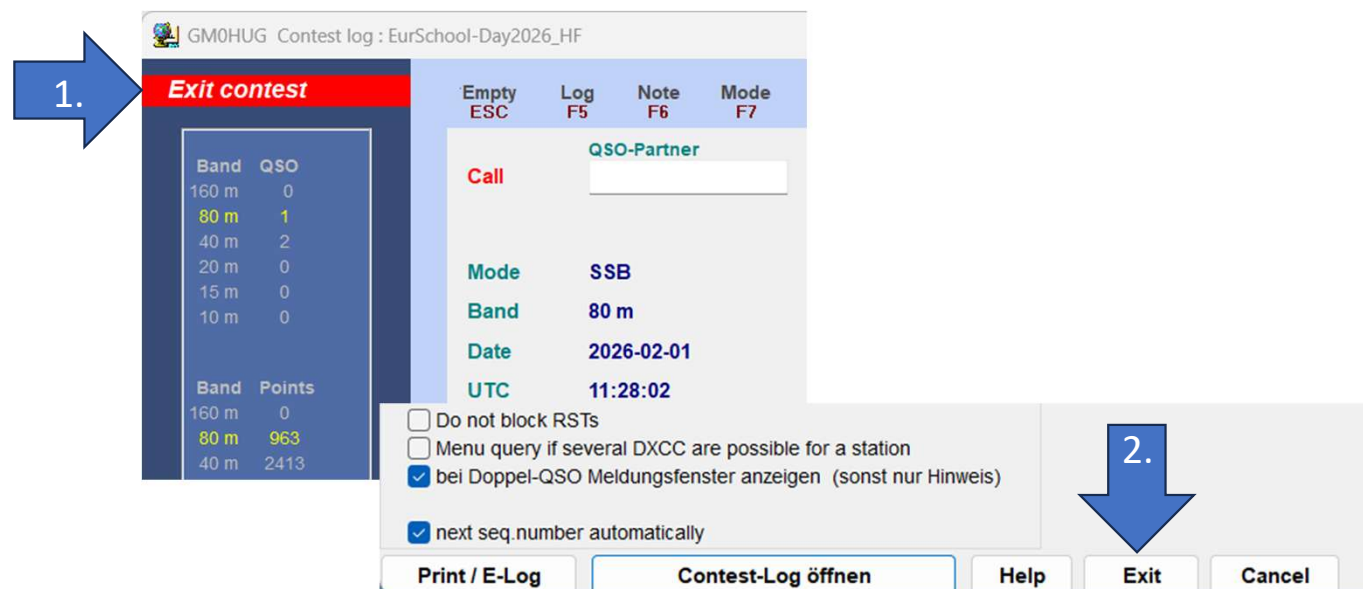 GM0HUG Contest log : EurSchool-Day2026_HF
1.
Exit contest
Empty Log Note Mode
ESC F5 F6 F7
QSO-Partner
Call
Band QSO
160 m 0
80 m 1
40 m 2
20 m 0
15 m 0
10 m 0
Mode SSB
Band 80 m
Date 2026-02-01
UTC 11:28:02
Band Points
160 m 0
80 m 963
40 m 2413
Do not block RSTs
Menu query if several DXCC are possible for a station
bei Doppel-QSO Meldungsfenster anzeigen (sonst nur Hinweis)
next seq.number automatically
2.
Print / E-Log Contest-Log öffnen Help Exit Cancel